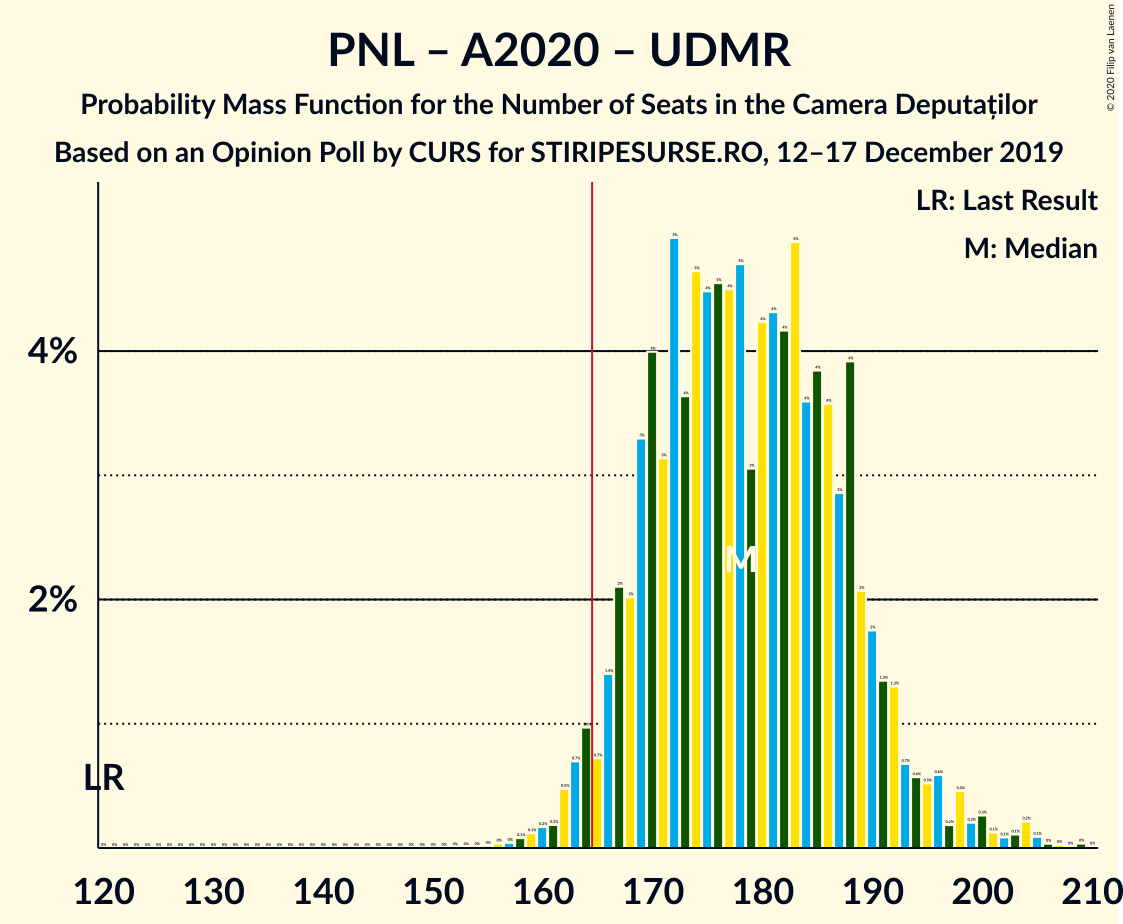 PNL – A2020 – UDMR
Probability Mass Function for the Number of Seats in the Camera Deputaților
Based on an Opinion Poll by CURS for STIRIPESURSE.RO, 12–17 December 2019
© 2020 Filip van Laenen
LR: Last Result
M: Median
4%
2%
M
LR
120 130 140 150 160 170 180 190 200 210